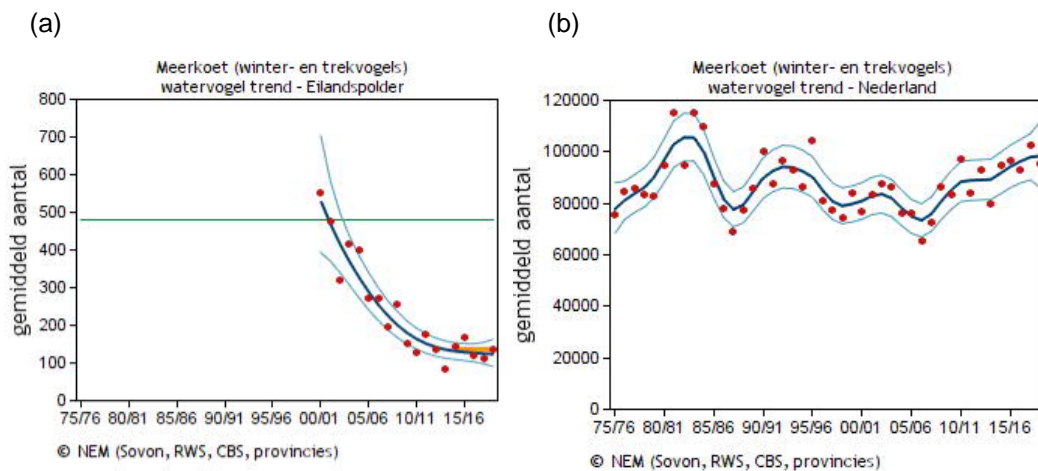 (a)
Meerkoet (winter- en trekvogels)
watervogel trend - Eilandspolder
gemiddeld aantal
800
700
600
500
400
300
200
100
0
75/76 80/81 85/86 90/91 95/96 00/01 05/06 10/11 15/16
© NEM (Sovon, RWS, CBS, provincies)
(b)
Meerkoet (winter- en trekvogels)
watervogel trend - Nederland
gemiddeld aantal
120000
100000
80000
60000
40000
20000
0
75/76 80/81 85/86 90/91 95/96 00/01 05/06 10/11 15/16
© NEM (Sovon, RWS, CBS, provincies)